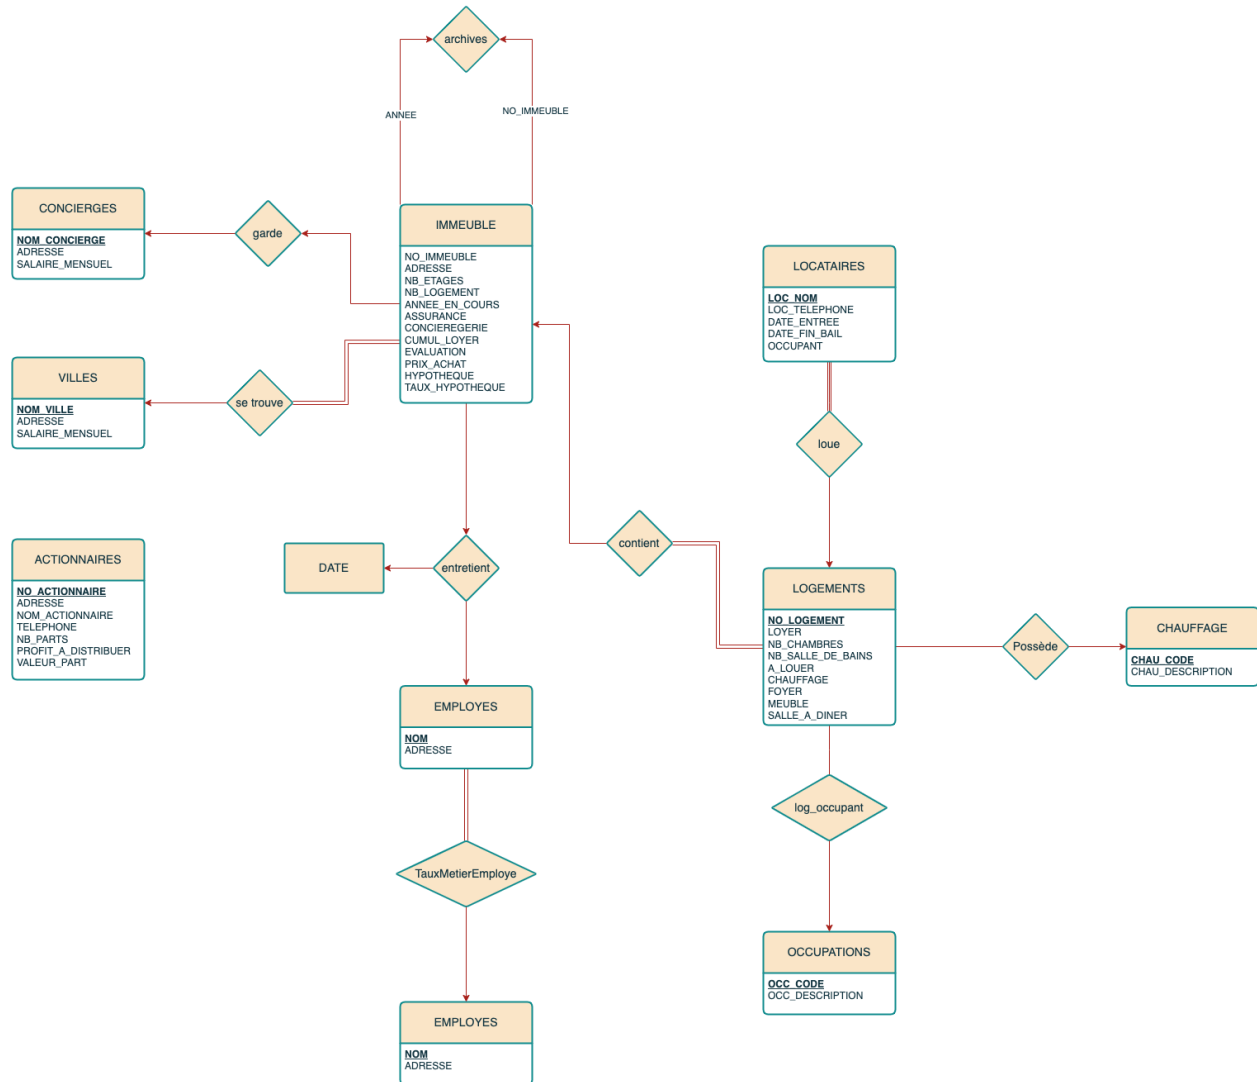 archives
ANNEE
NO_IMMEUBLE
CONCIERGES
NOM_CONCIERGE
ADRESSE
SALAIRE_MENSUEL
garde
IMMEUBLE
NO_IMMEUBLE
ADRESSE
NB_ETAGES
NB_LOGEMENT
ANNEE_EN_COURS
ASSURANCE
CONCIEREGERIE
CUMUL_LOYER
EVALUATION
PRIX_ACHAT
HYPOTHEQUE
TAUX_HYPOTHEQUE
LOCATAIRES
LOC_NOM
LOC_TELEPHONE
DATE_ENTREE
DATE_FIN_BAIL
OCCUPANT
VILLES
NOM_VILLE
ADRESSE
SALAIRE_MENSUEL
se trouve
loue
ACTIONNAIRES
NO_ACTIONNAIRE
ADRESSE
NOM_ACTIONNAIRE
TELEPHONE
NB_PARTS
PROFIT_A_DISTRIBUER
VALEUR_PART
DATE
entretient
contient
LOGEMENTS
NO_LOGEMENT
LOYER
NB_CHAMBRES
NB_SALLE_DE_BAINS
A_LOUER
CHAUFFAGE
FOYER
MEUBLE
SALLE_A_DINER
Possède
CHAUFFAGE
CHAU_CODE
CHAU_DESCRIPTION
EMPLOYES
NOM
ADRESSE
log_occupant
TauxMetierEmploye
OCCUPATIONS
OCC_CODE
OCC_DESCRIPTION
EMPLOYES
NOM
ADRESSE